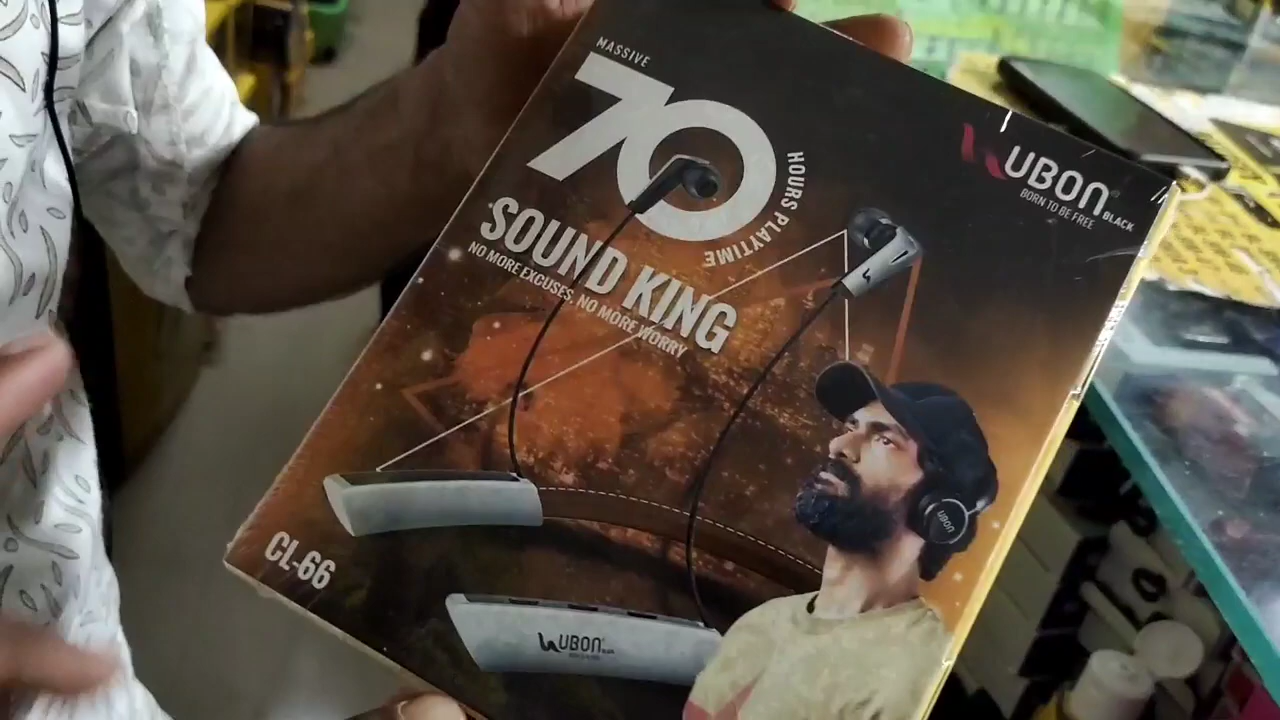 MASSIVE
70
HOURS PLAYTIME
UBON
BORN TO BE FREE
BLACK
SOUND KING
NO MORE EXCUSES, NO MORE WORRY
UBON
CL-66
UBON